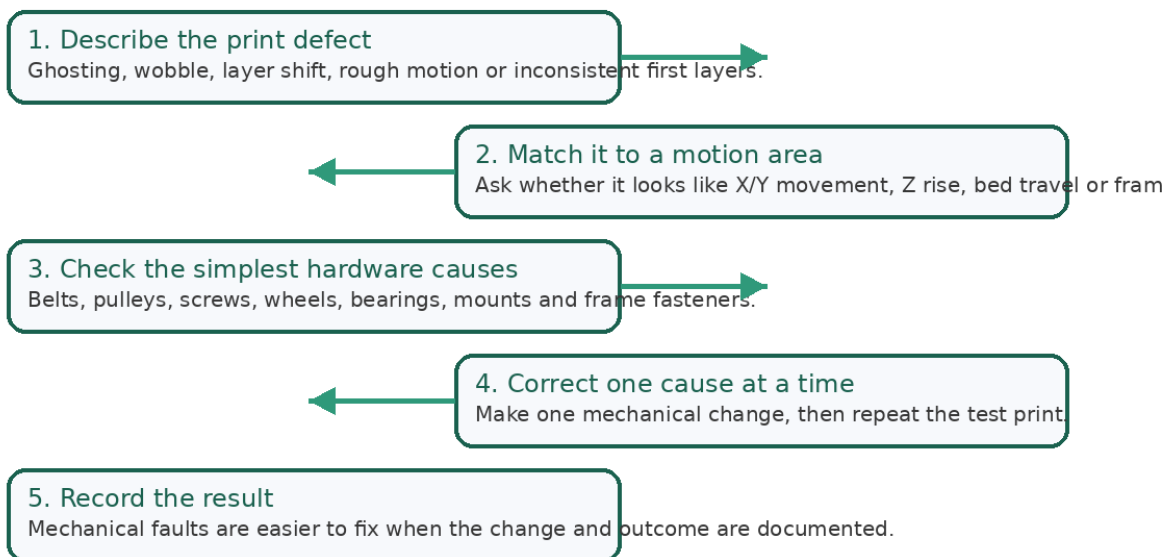 1. Describe the print defect
Ghosting, wobble, layer shift, rough motion or inconsistent first layers.
2. Match it to a motion area
Ask whether it looks like X/Y movement, Z rise, bed travel or fram
3. Check the simplest hardware causes
Belts, pulleys, screws, wheels, bearings, mounts and frame fasteners.
4. Correct one cause at a time
Make one mechanical change, then repeat the test print.
5. Record the result
Mechanical faults are easier to fix when the change and outcome are documented.